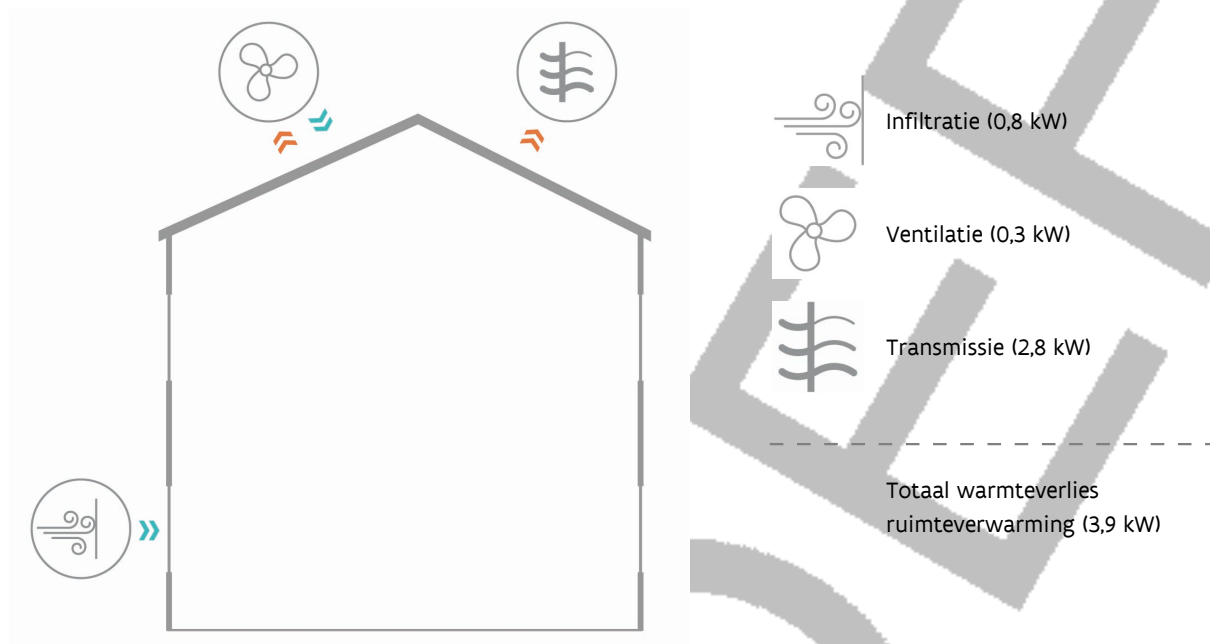 Infiltratie (0,8 kW)
Ventilatie (0,3 kW)
Transmissie (2,8 kW)
Totaal warmteverlies
ruimteverwarming (3,9 kW)